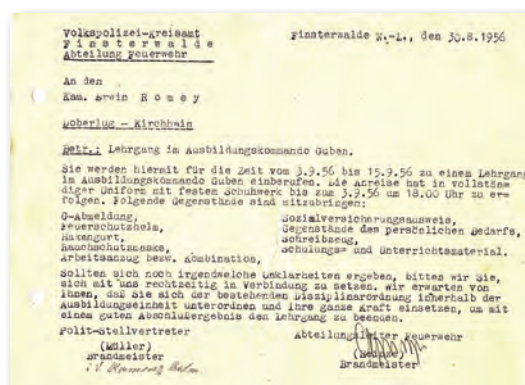 Volkspolizei-Kreisamt
Finsterwalde
Abteilung Feuerwehr
Finsterwalde N.-L., den 30.8.1956
An den
Kam. Erwin Romey
Doberlug - Kirchhain
Betr.: Lehrgang im Ausbildungskommando Guben.
Sie werden hiermit für die Zeit vom 3.9.56 bis 15.9.56 zu einem Lehrgang
im Ausbildungskommando Guben einberufen. Die Anreise hat in vollstän=
diger Uniform mit festem Schuhwerk bis zum 3.9.56 um 18.00 Uhr zu er=
folgen. Folgende Gegenstände sind mitzubringen:
G-Abmeldung, Sozialversicherungsausweis,
Feuerschutzhelm, Gegenstände des persönlichen Bedarfs,
Hakengurt, Schreibzeug,
Rauchschutzmaske, Schulungs= und Unterrichtsmaterial.
Arbeitsanzug bezw. Kombination,
Sollten sich noch irgendwelche Unklarheiten ergeben, bitten wir Sie,
sich mit uns rechtzeitig in Verbindung zu setzen. Wir erwarten von
Ihnen, daß Sie sich der bestehenden Disziplinarordnung innerhalb der
Ausbildungseinheit unterordnen und Ihre ganze Kraft einsetzen, um mit
einem guten Abschlußergebnis den Lehrgang zu beenden.
Polit-Stellvertreter Abteilungsleiter Feuerwehr
(Müller)
Brandmeister Brandmeister